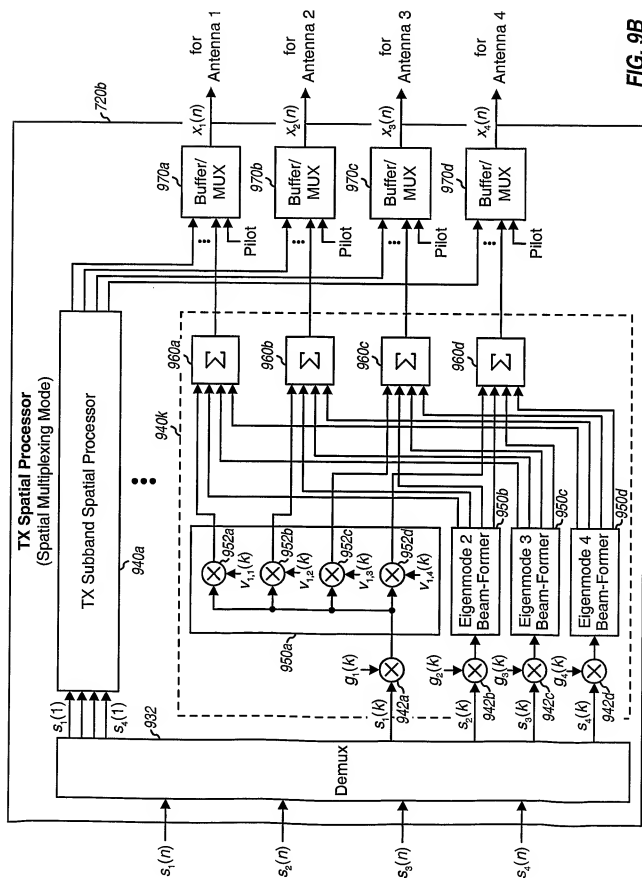 TX Spatial Processor
(Spatial Multiplexing Mode)
720b
TX Subband Spatial Processor
940a
s1(1)
s4(1)
932
Demux
s1(n)
s2(n)
s3(n)
s4(n)
940k
s1(k)
g1(k)
942a
s2(k)
g2(k)
942b
s3(k)
g3(k)
942c
s4(k)
g4(k)
942d
950a
952a
v1,1(k)
952b
v1,2(k)
952c
v1,3(k)
952d
v1,4(k)
Eigenmode 2
Beam-Former
950b
Eigenmode 3
Beam-Former
950c
Eigenmode 4
Beam-Former
950d
960a
Σ
960b
Σ
960c
Σ
960d
Σ
970a
Buffer/
MUX
Pilot
x1(n)
for
Antenna 1
970b
Buffer/
MUX
Pilot
x2(n)
for
Antenna 2
970c
Buffer/
MUX
Pilot
x3(n)
for
Antenna 3
970d
Buffer/
MUX
Pilot
x4(n)
for
Antenna 4
FIG. 9B